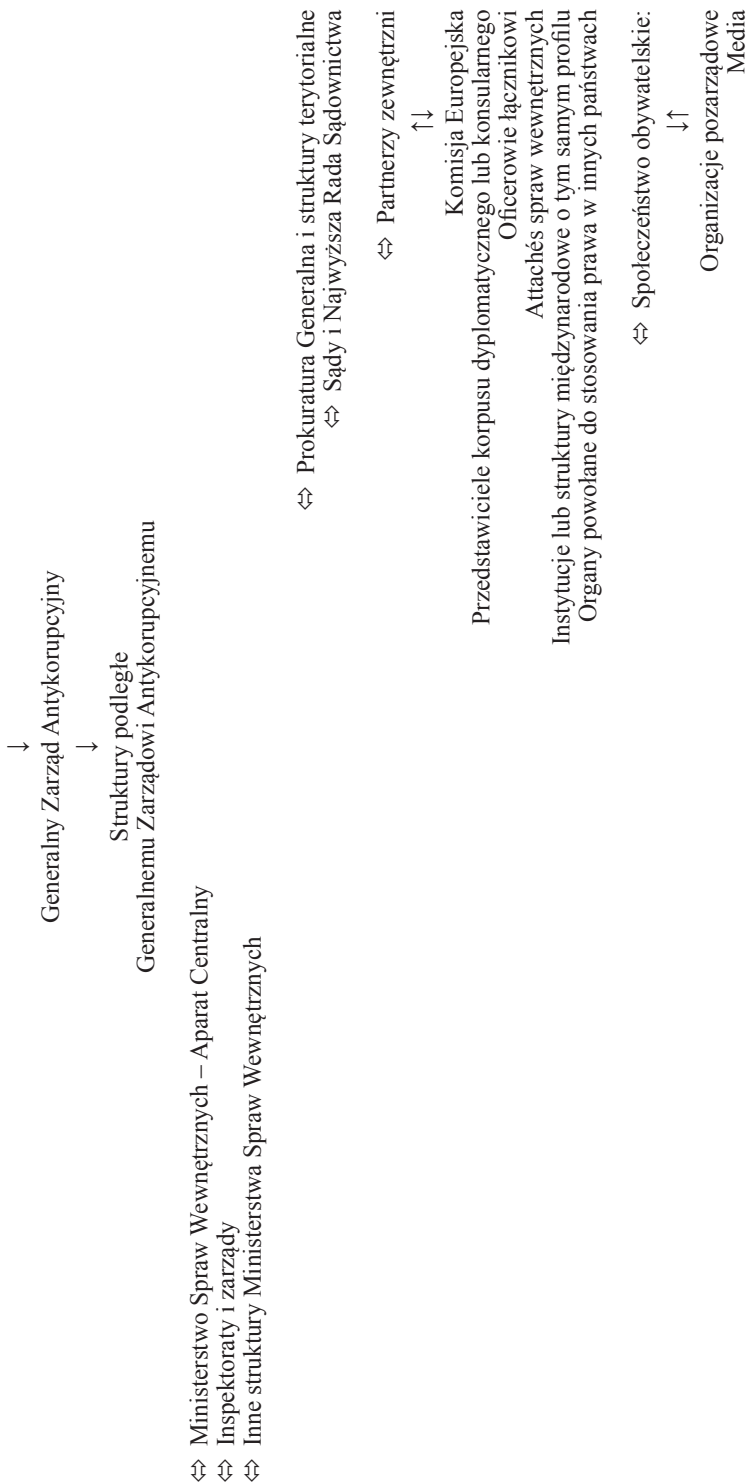 ↓
Generalny Zarząd Antykorupcyjny
↓
Struktury podległe
Generalnemu Zarządowi Antykorupcyjnemu
⇔ Ministerstwo Spraw Wewnętrznych – Aparat Centralny
⇔ Inspektoraty i zarządy
⇔ Inne struktury Ministerstwa Spraw Wewnętrznych
⇔ Prokuratura Generalna i struktury terytorialne
⇔ Sądy i Najwyższa Rada Sądownictwa
⇔ Partnerzy zewnętrzni
↑↓
Komisja Europejska
Przedstawiciele korpusu dyplomatycznego lub konsularnego
Oficerowie łącznikowi
Attachés spraw wewnętrznych
Instytucje lub struktury międzynarodowe o tym samym profilu
Organy powołane do stosowania prawa w innych państwach
⇔ Społeczeństwo obywatelskie:
↓↑
Organizacje pozarządowe
Media